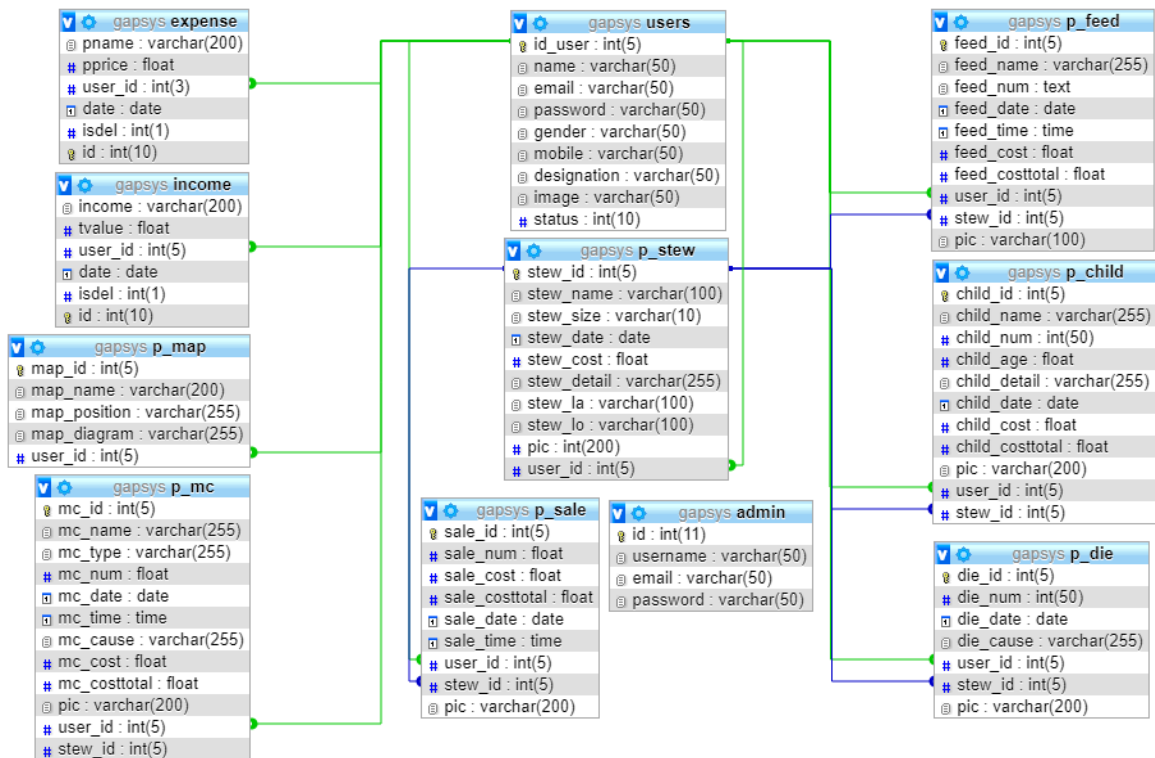 gapsys expense
pname : varchar(200)
pprice : float
user_id : int(3)
date : date
isdel : int(1)
id : int(10)
gapsys income
income : varchar(200)
tvalue : float
user_id : int(5)
date : date
isdel : int(1)
id : int(10)
gapsys p_map
map_id : int(5)
map_name : varchar(200)
map_position : varchar(255)
map_diagram : varchar(255)
user_id : int(5)
gapsys p_mc
mc_id : int(5)
mc_name : varchar(255)
mc_type : varchar(255)
mc_num : float
mc_date : date
mc_time : time
mc_cause : varchar(255)
mc_cost : float
mc_costtotal : float
pic : varchar(200)
user_id : int(5)
stew_id : int(5)
gapsys users
id_user : int(5)
name : varchar(50)
email : varchar(50)
password : varchar(50)
gender : varchar(50)
mobile : varchar(50)
designation : varchar(50)
image : varchar(50)
status : int(10)
gapsys p_stew
stew_id : int(5)
stew_name : varchar(100)
stew_size : varchar(10)
stew_date : date
stew_cost : float
stew_detail : varchar(255)
stew_la : varchar(100)
stew_lo : varchar(100)
pic : int(200)
user_id : int(5)
gapsys p_sale
sale_id : int(5)
sale_num : float
sale_cost : float
sale_costtotal : float
sale_date : date
sale_time : time
user_id : int(5)
stew_id : int(5)
pic : varchar(200)
gapsys admin
id : int(11)
username : varchar(50)
email : varchar(50)
password : varchar(50)
gapsys p_feed
feed_id : int(5)
feed_name : varchar(255)
feed_num : text
feed_date : date
feed_time : time
feed_cost : float
feed_costtotal : float
user_id : int(5)
stew_id : int(5)
pic : varchar(100)
gapsys p_child
child_id : int(5)
child_name : varchar(255)
child_num : int(50)
child_age : float
child_detail : varchar(255)
child_date : date
child_cost : float
child_costtotal : float
pic : varchar(200)
user_id : int(5)
stew_id : int(5)
gapsys p_die
die_id : int(5)
die_num : int(50)
die_date : date
die_cause : varchar(255)
user_id : int(5)
stew_id : int(5)
pic : varchar(200)